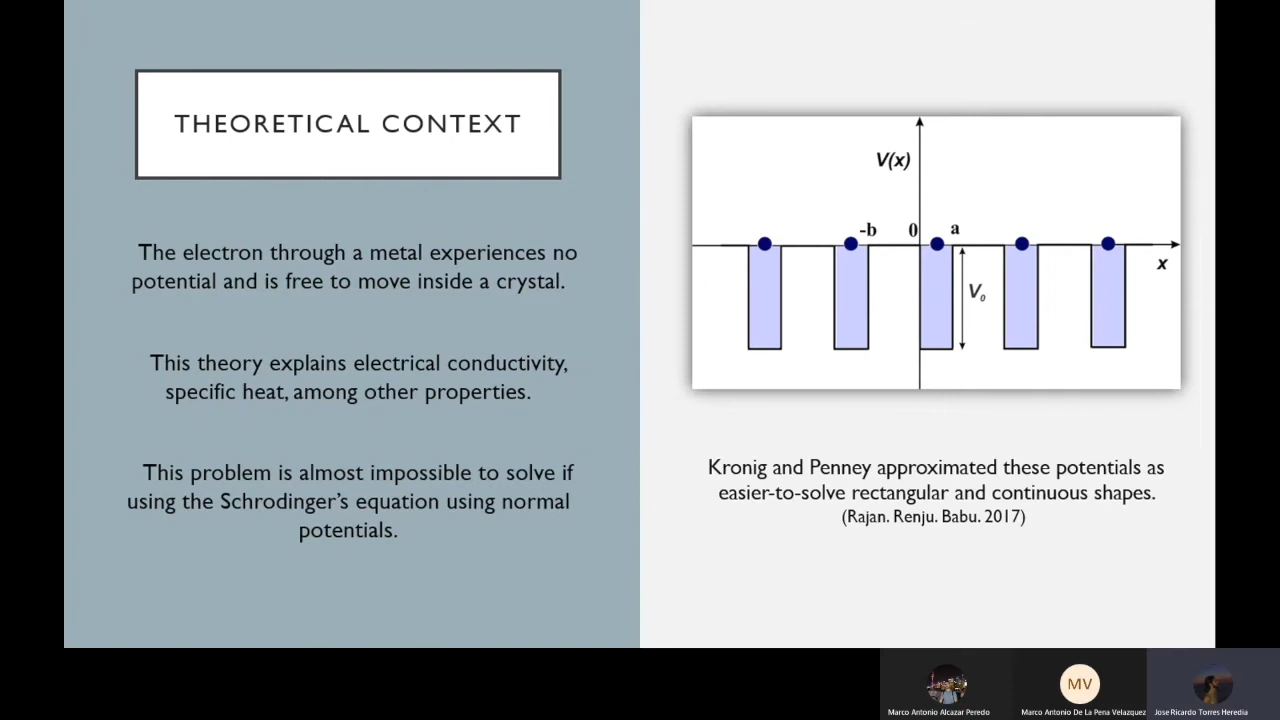 THEORETICAL CONTEXT
The electron through a metal experiences no
potential and is free to move inside a crystal.
This theory explains electrical conductivity,
specific heat, among other properties.
This problem is almost impossible to solve if
using the Schrodinger's equation using normal
potentials.
V(x)
-b
0
a
x
V₀
Kronig and Penney approximated these potentials as
easier-to-solve rectangular and continuous shapes.
(Rajan. Renju. Babu. 2017)
MV
Marco Antonio Alcazar Peredo
Marco Antonio De La Pena Velazquez
Jose Ricardo Torres Heredia